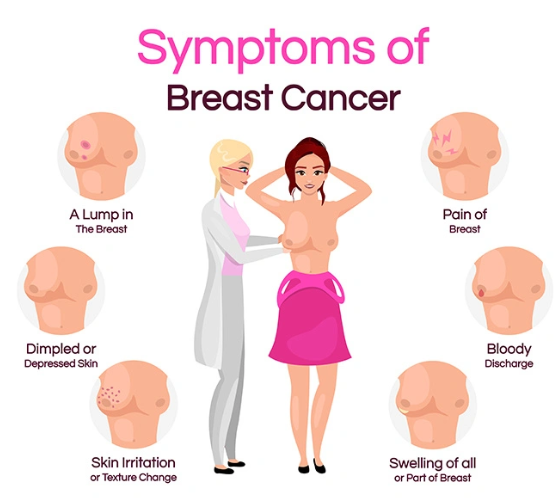 Symptoms of
Breast Cancer
A Lump in
The Breast
Pain of
Breast
Dimpled or
Depressed Skin
Bloody
Discharge
Skin Irritation
or Texture Change
Swelling of all
or Part of Breast